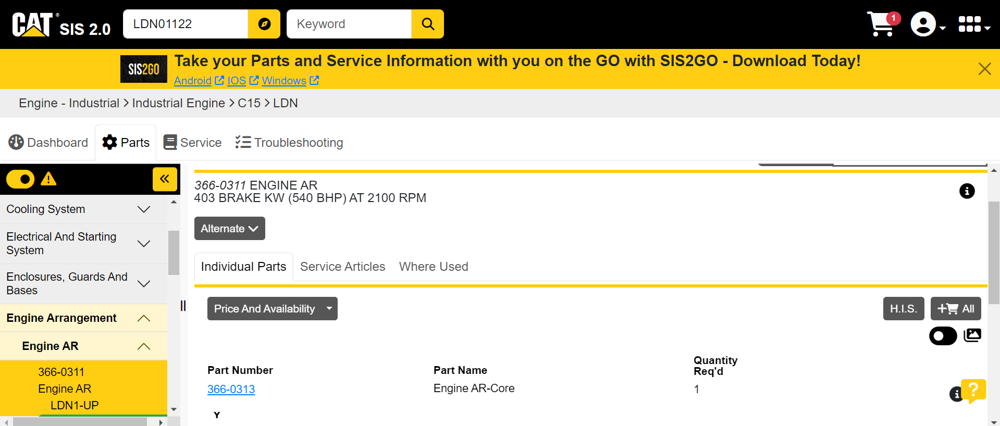 CAT ® SIS 2.0 LDN01122 Keyword 1
SIS2GO Take your Parts and Service Information with you on the GO with SIS2GO - Download Today!
Android IOS Windows
Engine - Industrial > Industrial Engine > C15 > LDN
Dashboard Parts Service Troubleshooting
Cooling System
Electrical And Starting
System
Enclosures, Guards And
Bases
Engine Arrangement
Engine AR
366-0311
Engine AR
LDN1-UP
366-0311 ENGINE AR
403 BRAKE KW (540 BHP) AT 2100 RPM
Alternate
Individual Parts Service Articles Where Used
Price And Availability H.I.S. + All
Part Number Part Name Quantity
Req'd
366-0313 Engine AR-Core 1
Y
?